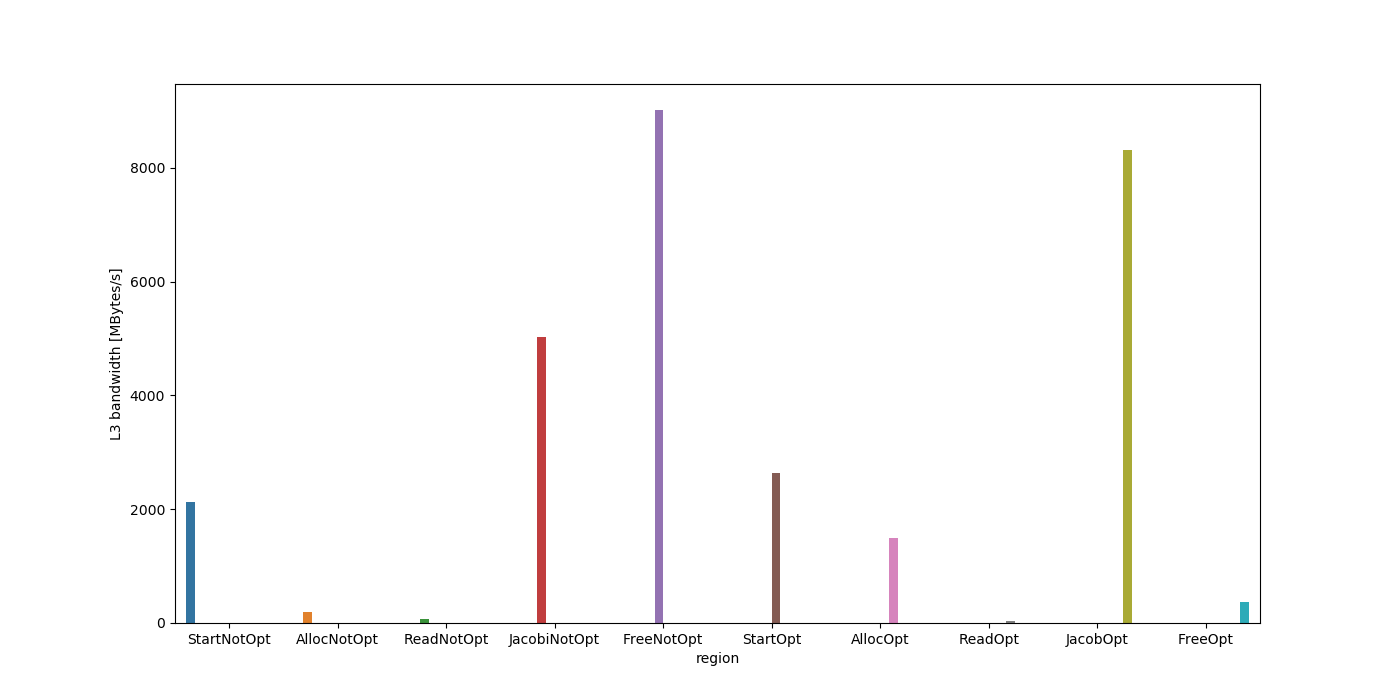 L3 bandwidth [MBytes/s]
8000
6000
4000
2000
0
StartNotOpt AllocNotOpt ReadNotOpt JacobiNotOpt FreeNotOpt StartOpt AllocOpt ReadOpt JacobOpt FreeOpt
region